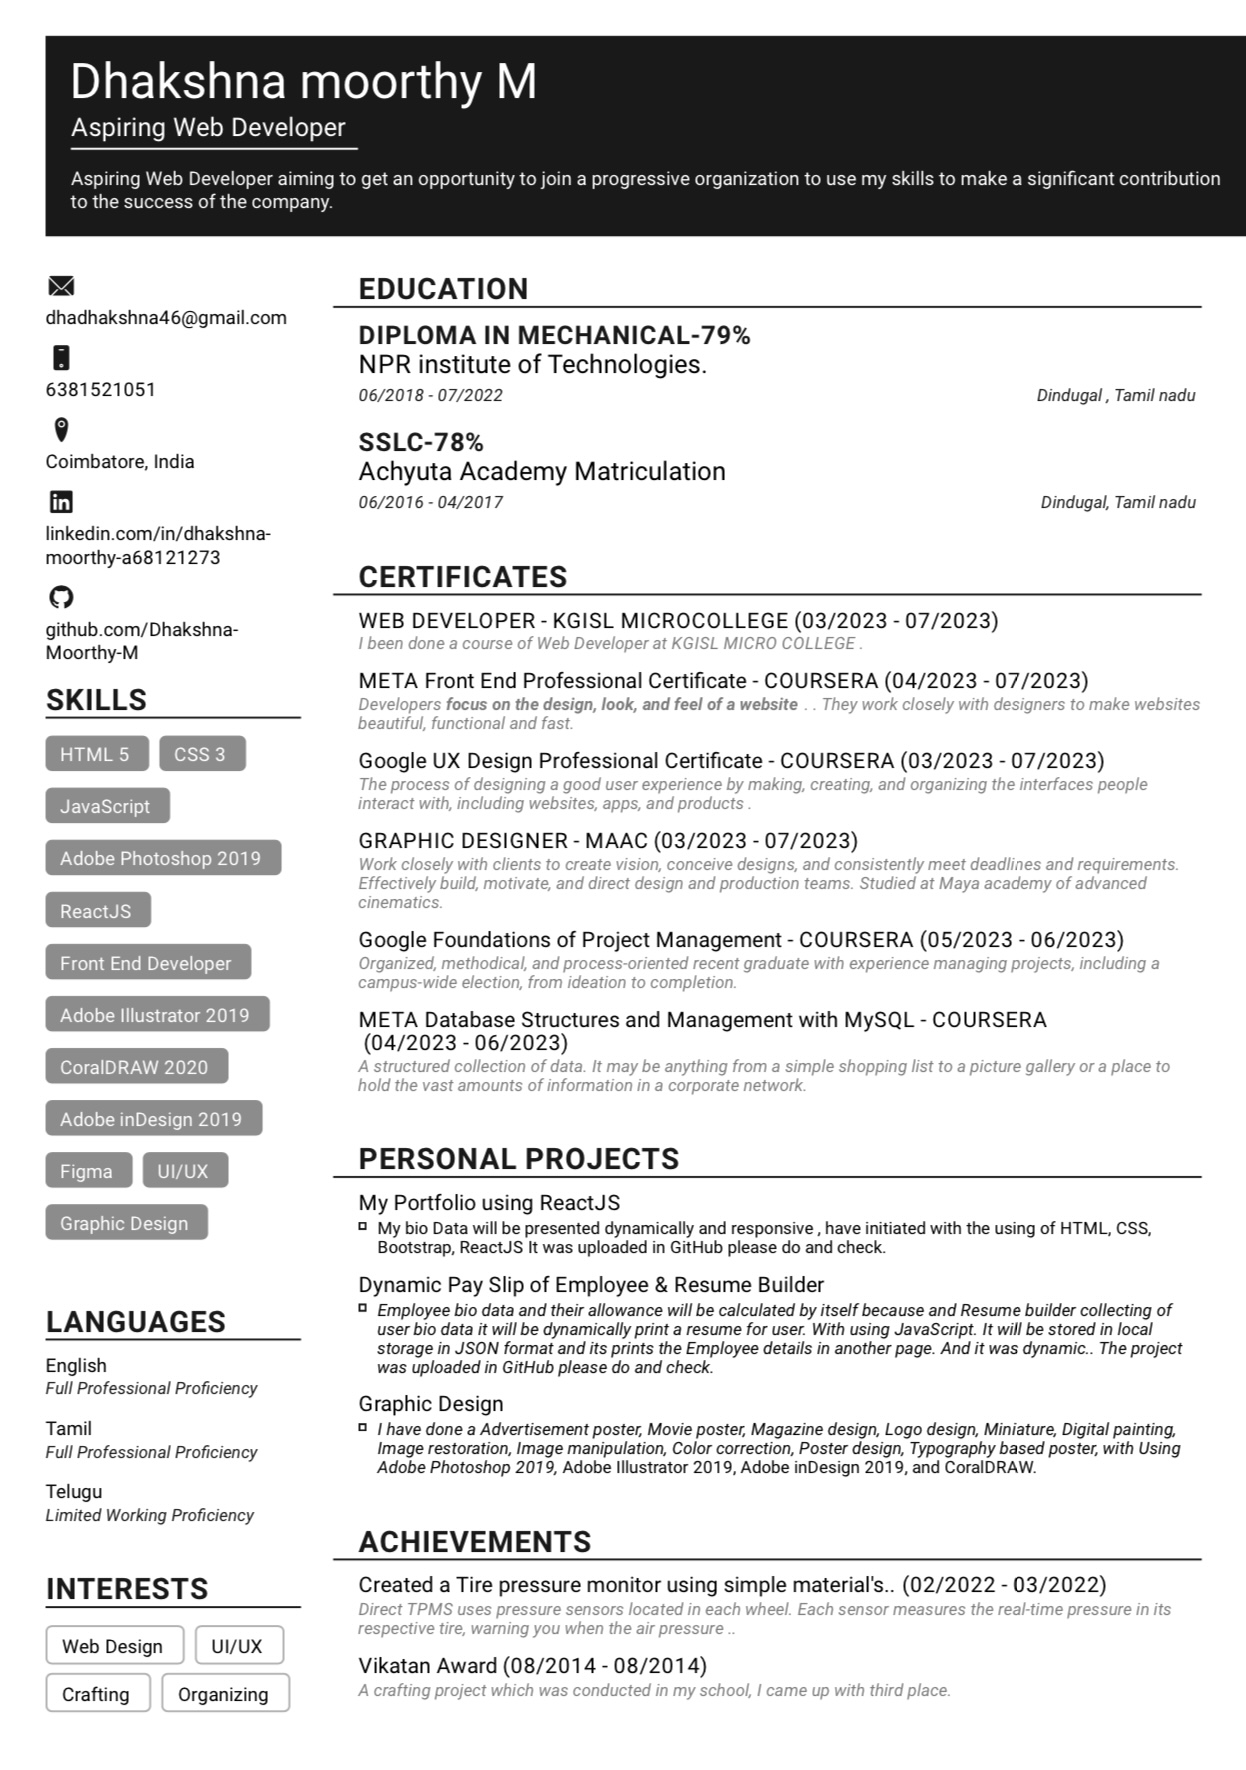 Dhakshna moorthy M
Aspiring Web Developer
Aspiring Web Developer aiming to get an opportunity to join a progressive organization to use my skills to make a significant contribution
to the success of the company.
dhadhakshna46@gmail.com
6381521051
Coimbatore, India
linkedin.com/in/dhakshna-
moorthy-a68121273
github.com/Dhakshna-
Moorthy-M
SKILLS
HTML 5 CSS 3
JavaScript
Adobe Photoshop 2019
ReactJS
Front End Developer
Adobe Illustrator 2019
CoralDRAW 2020
Adobe inDesign 2019
Figma UI/UX
Graphic Design
LANGUAGES
English
Full Professional Proficiency
Tamil
Full Professional Proficiency
Telugu
Limited Working Proficiency
INTERESTS
Web Design UI/UX
Crafting Organizing
EDUCATION
DIPLOMA IN MECHANICAL-79%
NPR institute of Technologies.
06/2018 - 07/2022 Dindugal , Tamil nadu
SSLC-78%
Achyuta Academy Matriculation
06/2016 - 04/2017 Dindugal, Tamil nadu
CERTIFICATES
WEB DEVELOPER - KGISL MICROCOLLEGE (03/2023 - 07/2023)
I been done a course of Web Developer at KGISL MICRO COLLEGE .
META Front End Professional Certificate - COURSERA (04/2023 - 07/2023)
Developers focus on the design, look, and feel of a website . . They work closely with designers to make websites
beautiful, functional and fast.
Google UX Design Professional Certificate - COURSERA (03/2023 - 07/2023)
The process of designing a good user experience by making, creating, and organizing the interfaces people
interact with, including websites, apps, and products .
GRAPHIC DESIGNER - MAAC (03/2023 - 07/2023)
Work closely with clients to create vision, conceive designs, and consistently meet deadlines and requirements.
Effectively build, motivate, and direct design and production teams. Studied at Maya academy of advanced
cinematics.
Google Foundations of Project Management - COURSERA (05/2023 - 06/2023)
Organized, methodical, and process-oriented recent graduate with experience managing projects, including a
campus-wide election, from ideation to completion.
META Database Structures and Management with MySQL - COURSERA
(04/2023 - 06/2023)
A structured collection of data. It may be anything from a simple shopping list to a picture gallery or a place to
hold the vast amounts of information in a corporate network.
PERSONAL PROJECTS
My Portfolio using ReactJS
My bio Data will be presented dynamically and responsive , have initiated with the using of HTML, CSS,
Bootstrap, ReactJS It was uploaded in GitHub please do and check.
Dynamic Pay Slip of Employee & Resume Builder
Employee bio data and their allowance will be calculated by itself because and Resume builder collecting of
user bio data it will be dynamically print a resume for user. With using JavaScript. It will be stored in local
storage in JSON format and its prints the Employee details in another page. And it was dynamic.. The project
was uploaded in GitHub please do and check.
Graphic Design
I have done a Advertisement poster, Movie poster, Magazine design, Logo design, Miniature, Digital painting,
Image restoration, Image manipulation, Color correction, Poster design, Typography based poster, with Using
Adobe Photoshop 2019, Adobe Illustrator 2019, Adobe inDesign 2019, and CoralDRAW.
ACHIEVEMENTS
Created a Tire pressure monitor using simple material's.. (02/2022 - 03/2022)
Direct TPMS uses pressure sensors located in each wheel. Each sensor measures the real-time pressure in its
respective tire, warning you when the air pressure ..
Vikatan Award (08/2014 - 08/2014)
A crafting project which was conducted in my school, I came up with third place.